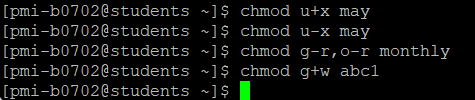 [pmi-b0702@students ~]$ chmod u+x may
[pmi-b0702@students ~]$ chmod u-x may
[pmi-b0702@students ~]$ chmod g-r,o-r monthly
[pmi-b0702@students ~]$ chmod g+w abc1
[pmi-b0702@students ~]$